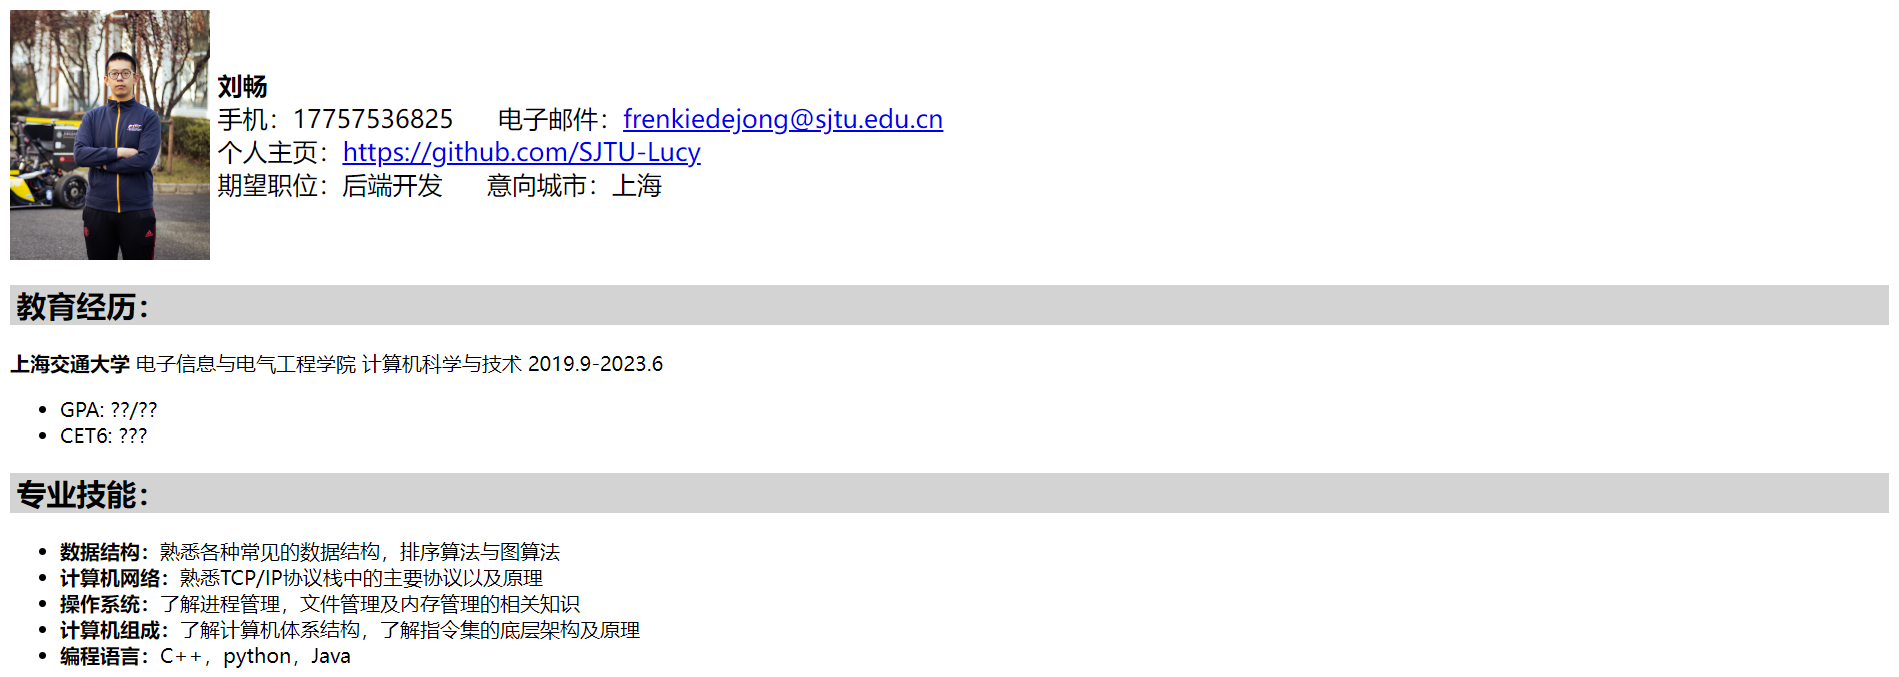 刘畅
手机：17757536825 电子邮件：frenkiedejong@sjtu.edu.cn
个人主页：https://github.com/SJTU-Lucy
期望职位：后端开发 意向城市：上海
教育经历：
上海交通大学 电子信息与电气工程学院 计算机科学与技术 2019.9-2023.6
• GPA: ??/??
• CET6: ???
专业技能：
• 数据结构：熟悉各种常见的数据结构，排序算法与图算法
• 计算机网络：熟悉TCP/IP协议栈中的主要协议以及原理
• 操作系统：了解进程管理，文件管理及内存管理的相关知识
• 计算机组成：了解计算机体系结构，了解指令集的底层架构及原理
• 编程语言：C++，python，Java